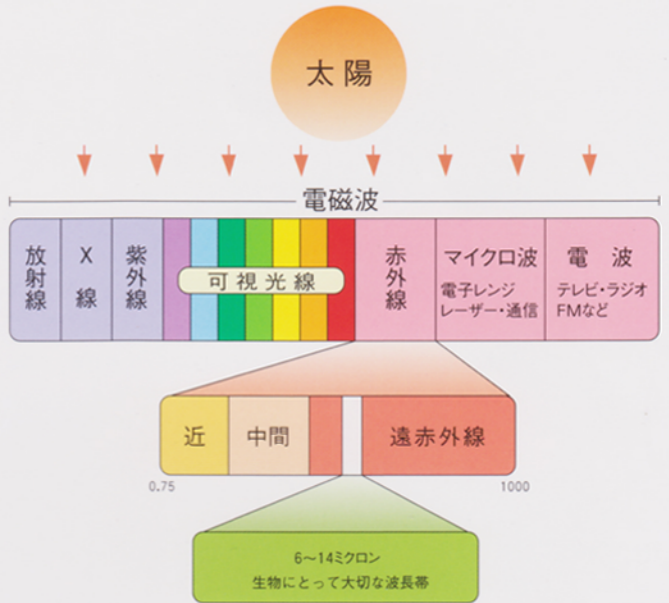 太陽
電磁波
放射線
X線
紫外線
可視光線
赤外線
マイクロ波
電子レンジ
レーザー・通信
電波
テレビ・ラジオ
FMなど
近
中間
遠赤外線
0.75
1000
6〜14ミクロン
生物にとって大切な波長帯